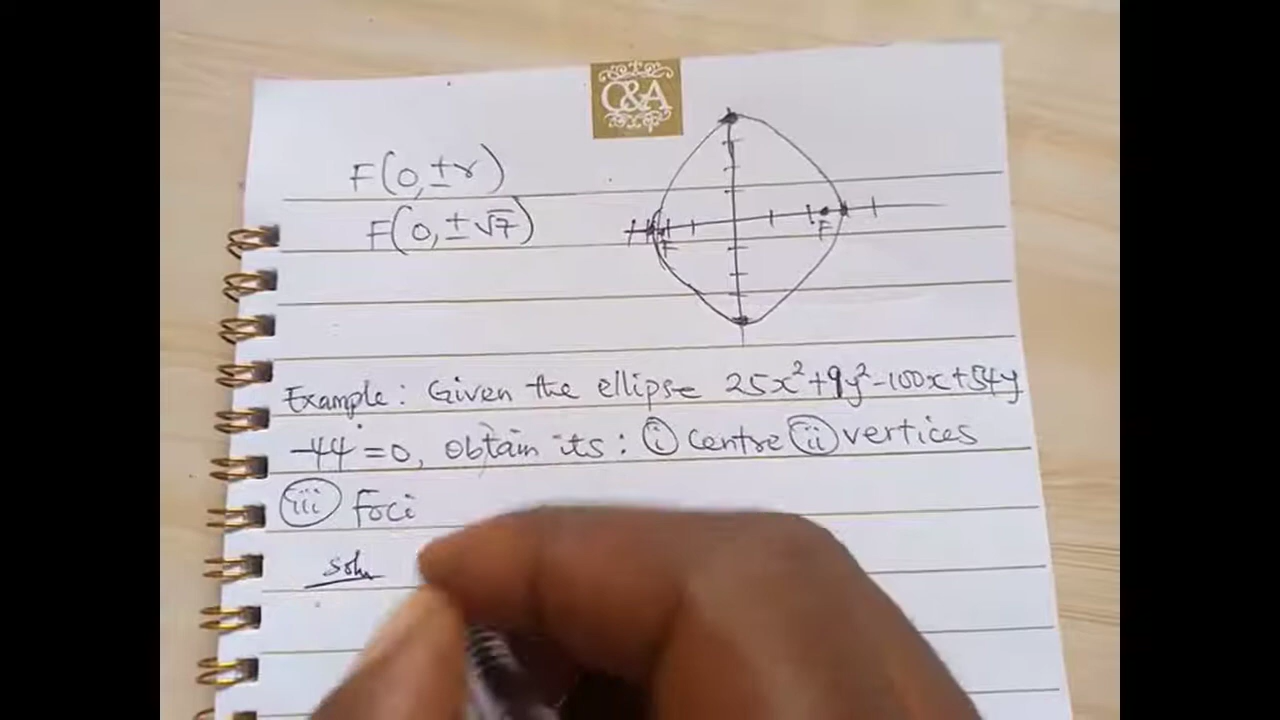 C&A
F(0, ±r)
F(0, ±√7)
F
F
Example: Given the ellipse 25x²+9y²-100x+54y
-44=0, obtain its: (i) centre (ii) vertices
(iii) Foci
Soln